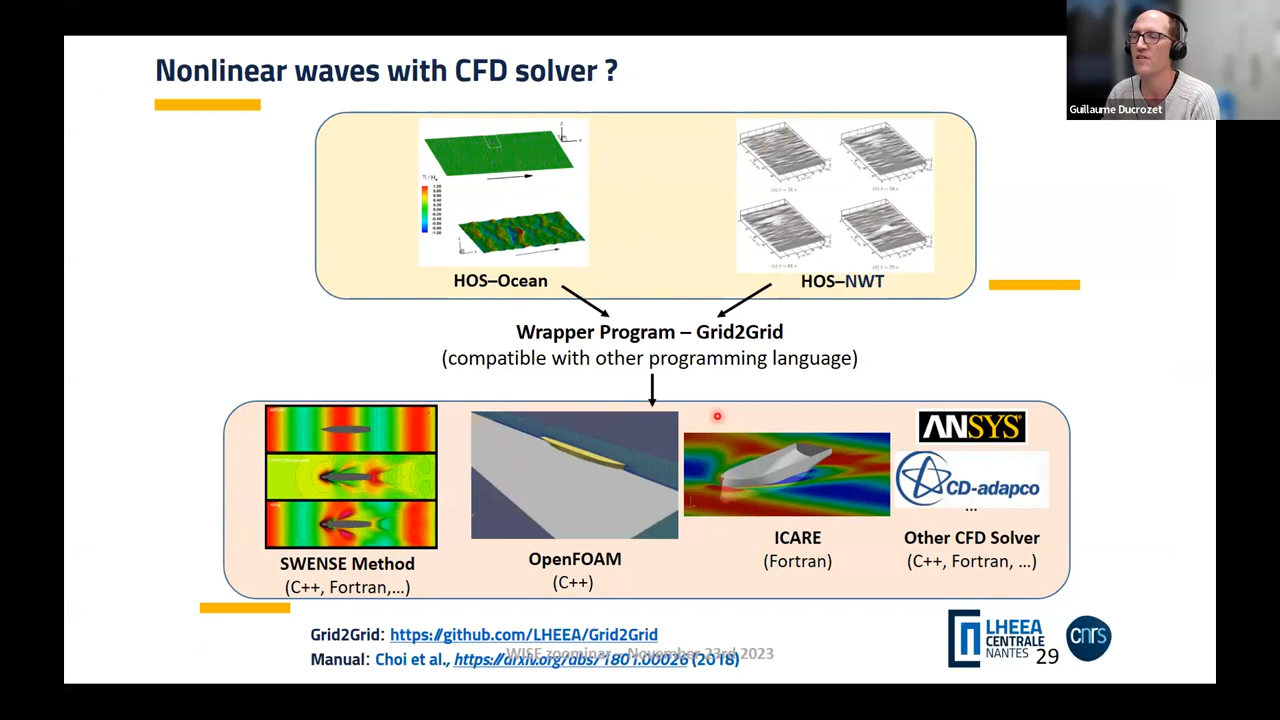 Nonlinear waves with CFD solver ?
Guillaume Ducrozet
HOS–Ocean
HOS–NWT
Wrapper Program – Grid2Grid
(compatible with other programming language)
ANSYS
CD-adapco
...
SWENSE Method
(C++, Fortran,...)
OpenFOAM
(C++)
ICARE
(Fortran)
Other CFD Solver
(C++, Fortran, ...)
Grid2Grid: https://github.com/LHEEA/Grid2Grid
Manual: Choi et al., https://arxiv.org/abs/1801.00026 (2018)
WISE zoominar – November 23rd 2023
LHEEA
CENTRALE
NANTES
cnrs
29